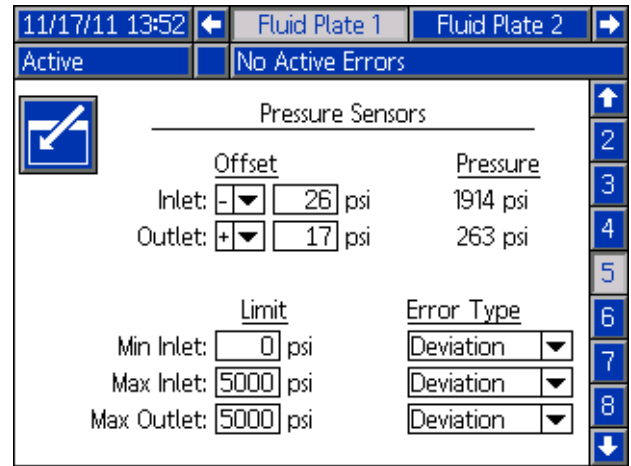 11/17/11 13:52 Fluid Plate 1 Fluid Plate 2
Active No Active Errors
Pressure Sensors
Offset Pressure
Inlet: - 26 psi 1914 psi
Outlet: + 17 psi 263 psi
Limit Error Type
Min Inlet: 0 psi Deviation
Max Inlet: 5000 psi Deviation
Max Outlet: 5000 psi Deviation
2
3
4
5
6
7
8